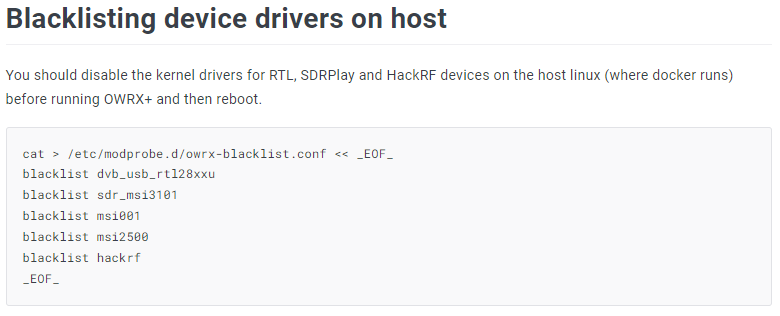 Blacklisting device drivers on host
You should disable the kernel drivers for RTL, SDRPlay and HackRF devices on the host linux (where docker runs)
before running OWRX+ and then reboot.
cat > /etc/modprobe.d/owrx-blacklist.conf << _EOF_
blacklist dvb_usb_rtl28xxu
blacklist sdr_msi3101
blacklist msi001
blacklist msi2500
blacklist hackrf
_EOF_